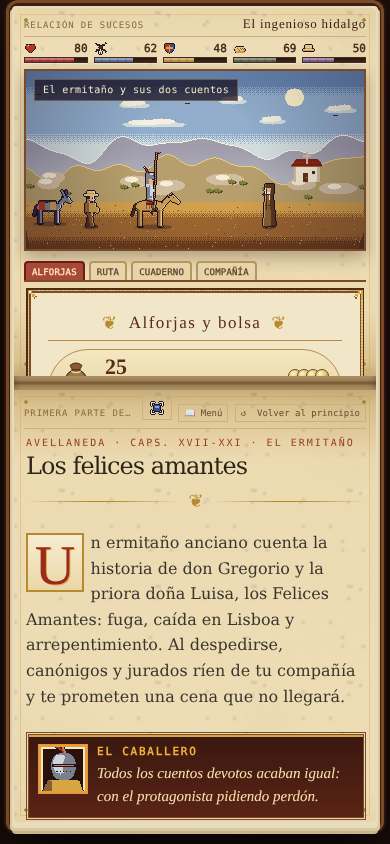 RELACIÓN DE SUCESOS
El ingenioso hidalgo
80 62 48 69 50
El ermitaño y sus dos cuentos
ALFORJAS RUTA CUADERNO COMPAÑÍA
Alforjas y bolsa
25
PRIMERA PARTE DE… Menú Volver al principio
AVELLANEDA · CAPS. XVII-XXI · EL ERMITAÑO
Los felices amantes
Un ermitaño anciano cuenta la
historia de don Gregorio y la
priora doña Luisa, los Felices
Amantes: fuga, caída en Lisboa y
arrepentimiento. Al despedirse,
canónigos y jurados ríen de tu compañía
y te prometen una cena que no llegará.
EL CABALLERO
Todos los cuentos devotos acaban igual:
con el protagonista pidiendo perdón.